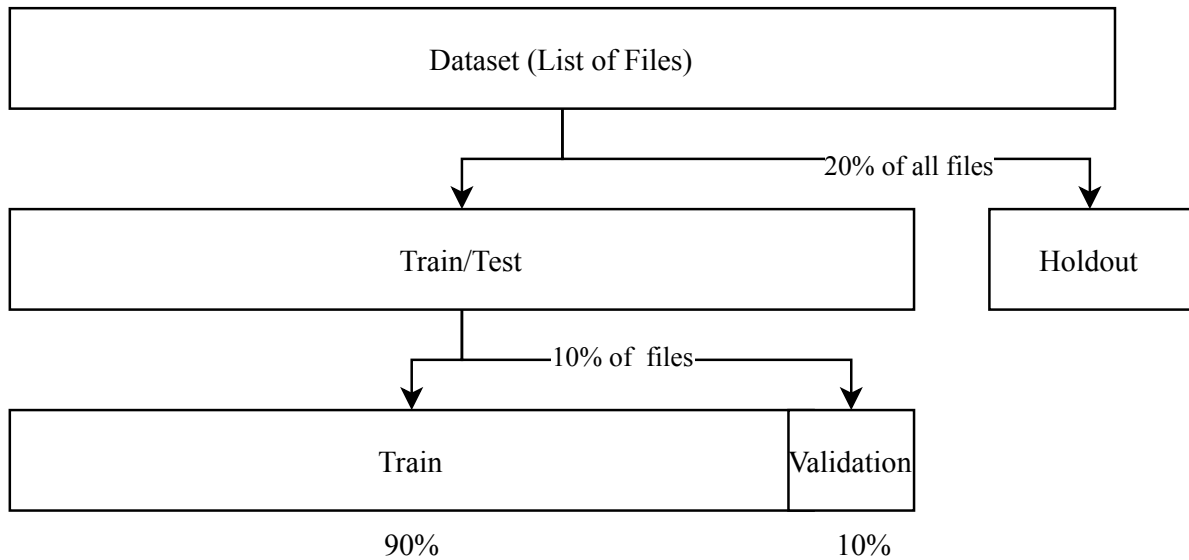 Dataset (List of Files)
20% of all files
Train/Test
Holdout
10% of  files
Train
Validation
90%
10%